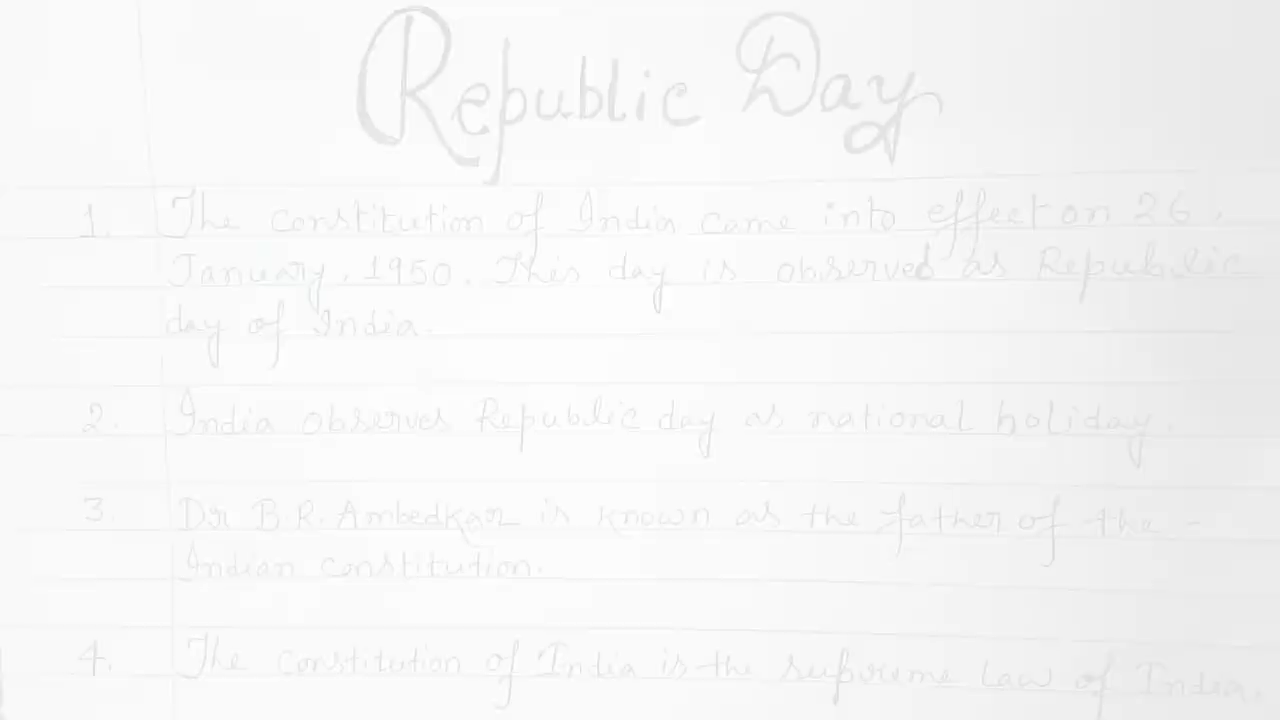 Republic Day
1. The constitution of India came into effect on 26,
January, 1950. This day is observed as Republic
day of India.
2. India observes Republic day as national holiday.
3. Dr B.R. Ambedkar is known as the father of the -
Indian constitution.
4. The constitution of India is the supreme law of India.